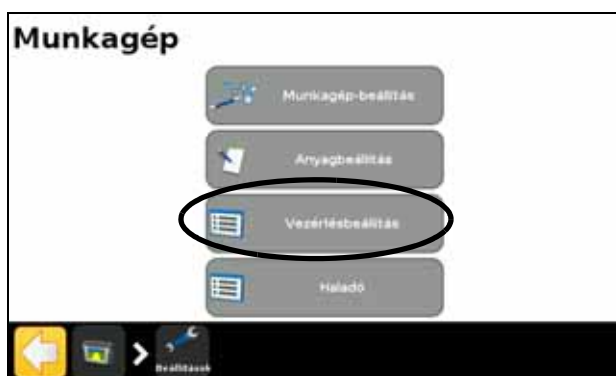 Munkagép
Munkagép-beállítás
Anyagbeállítás
Vezérlésbeállítás
Haladó
Beállítások